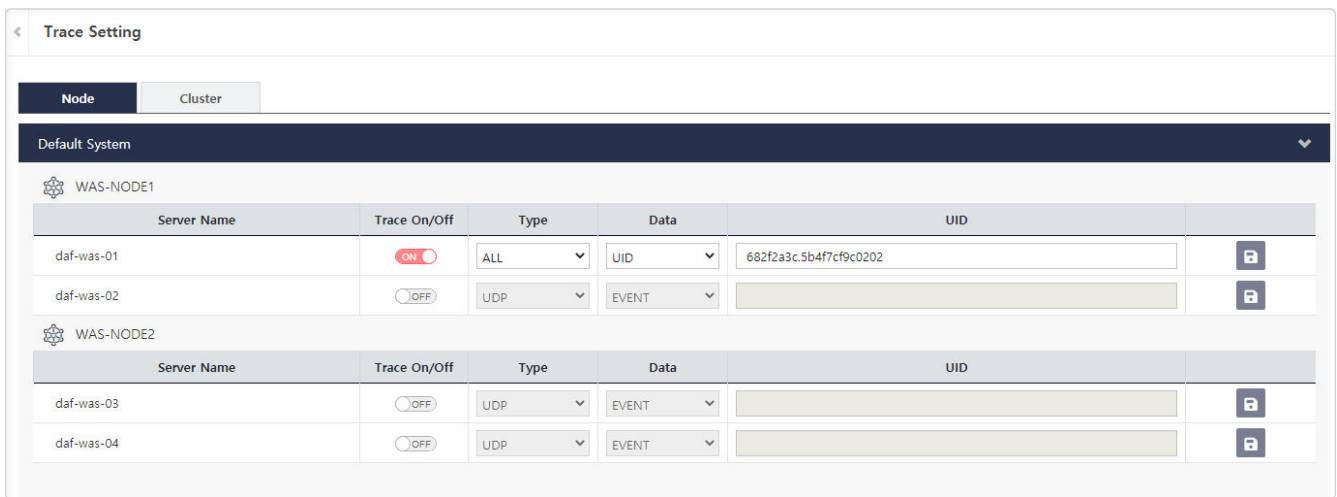 Trace Setting
Node Cluster
Default System
WAS-NODE1
Server Name Trace On/Off Type Data UID
daf-was-01 ON ALL UID 682f2a3c.5b4f7cf9c0202
daf-was-02 OFF UDP EVENT
WAS-NODE2
Server Name Trace On/Off Type Data UID
daf-was-03 OFF UDP EVENT
daf-was-04 OFF UDP EVENT